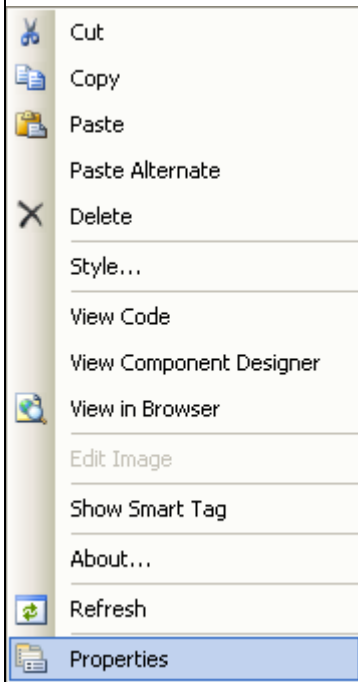 Cut
Copy
Paste
Paste Alternate
Delete
Style...
View Code
View Component Designer
View in Browser
Edit Image
Show Smart Tag
About...
Refresh
Properties